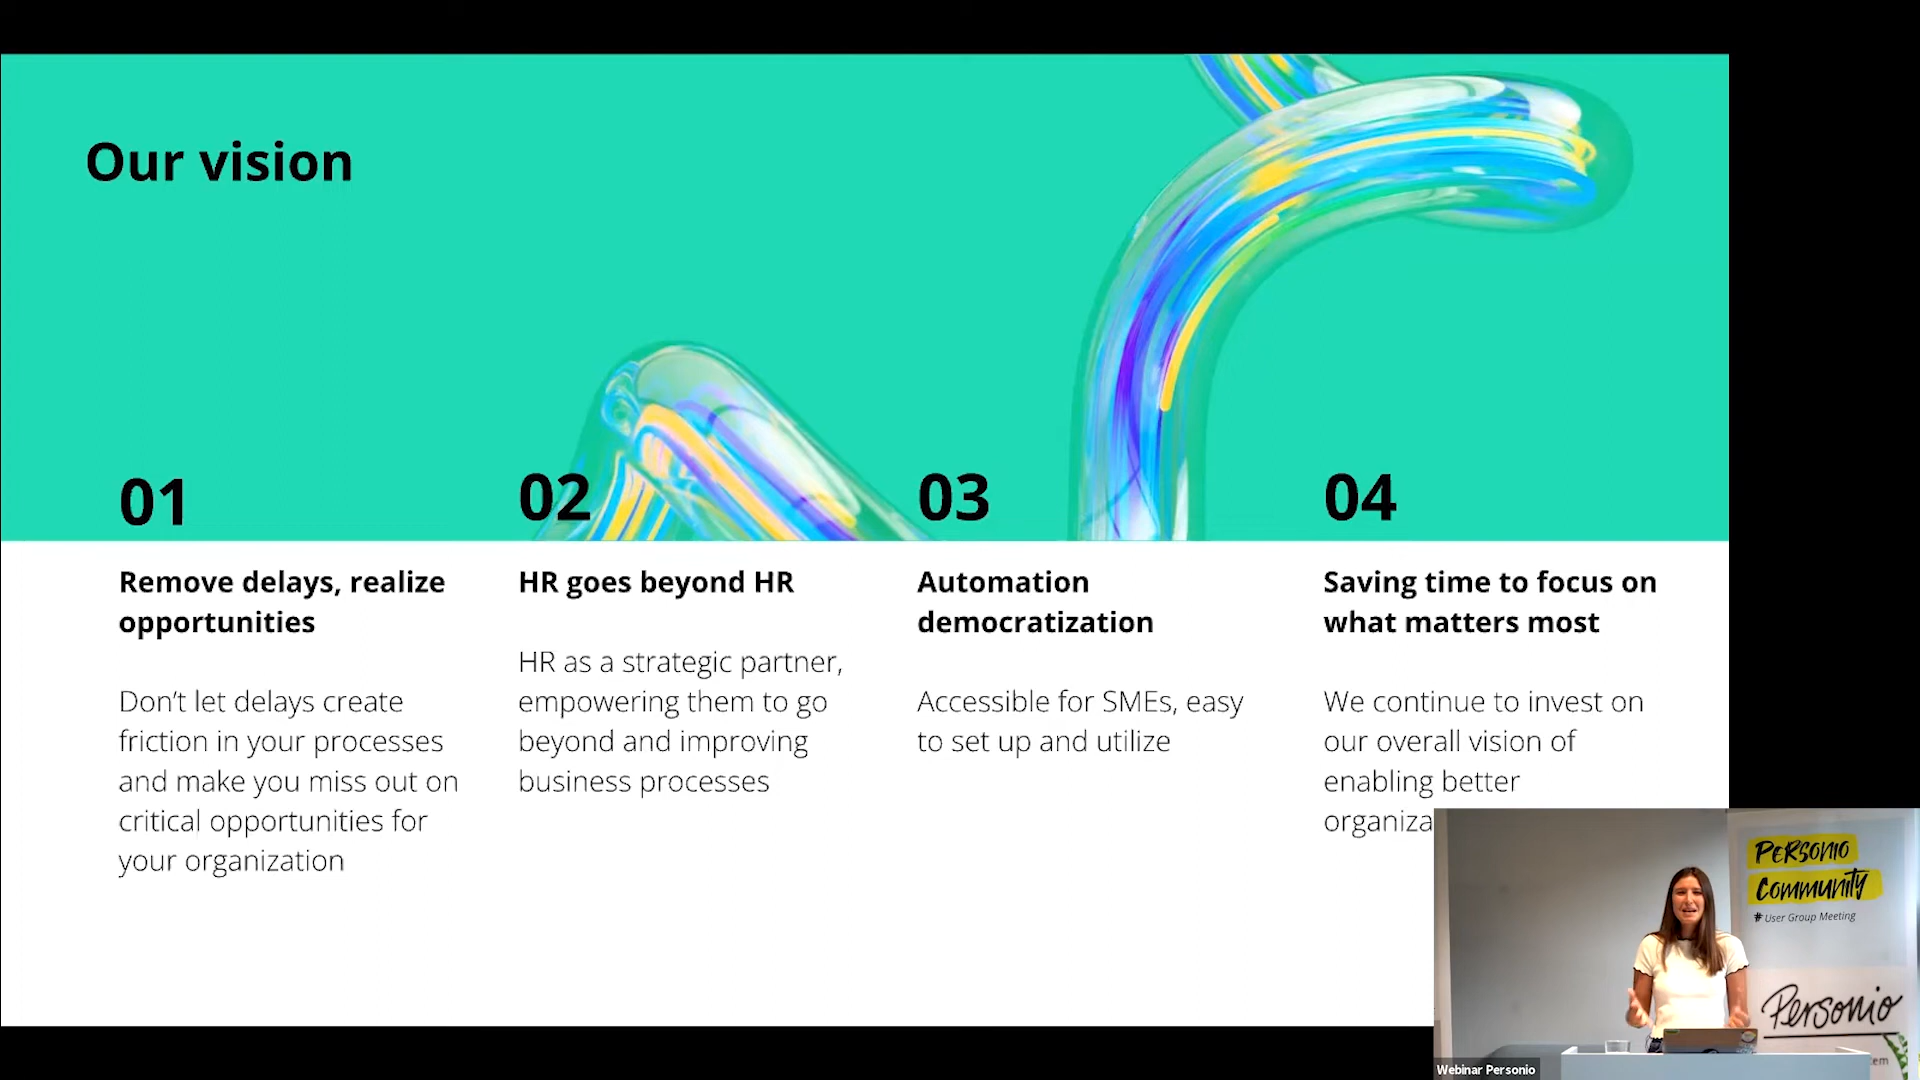 Our vision
01
Remove delays, realize
opportunities
Don't let delays create
friction in your processes
and make you miss out on
critical opportunities for
your organization
02
HR goes beyond HR
HR as a strategic partner,
empowering them to go
beyond and improving
business processes
03
Automation
democratization
Accessible for SMEs, easy
to set up and utilize
04
Saving time to focus on
what matters most
We continue to invest on
our overall vision of
enabling better
PERSONIO
COMMUNITY
# User Group Meeting
Personio
Webinar Personio